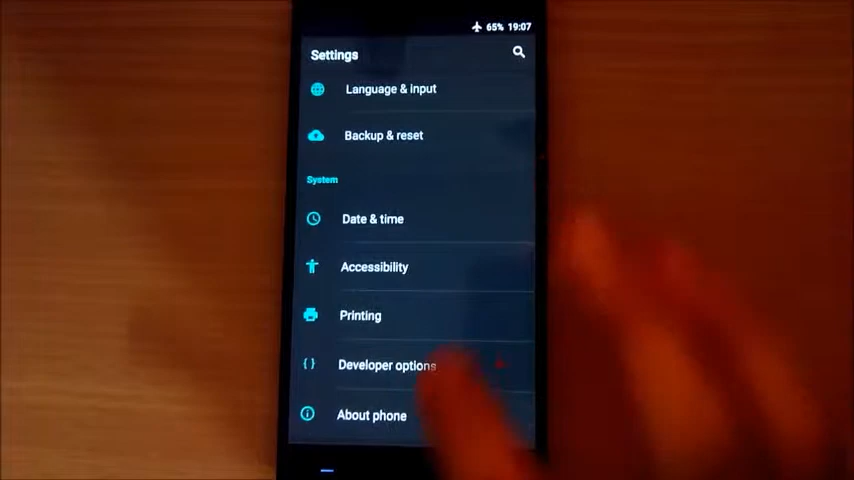 65% 19:07
Settings
Language & input
Backup & reset
System
Date & time
Accessibility
Printing
Developer options
About phone